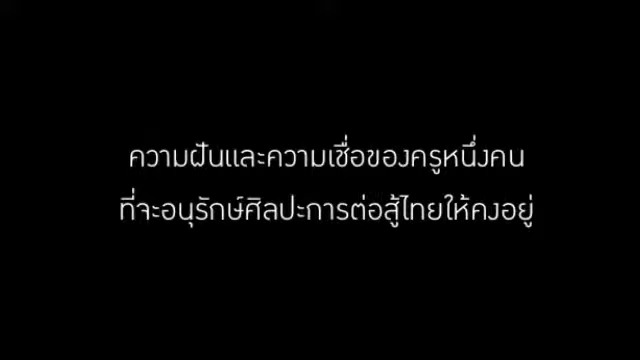 ความฝันและความเชื่อของครูหนึ่งคน
ที่จะอนุรักษ์ศิลปะการต่อสู้ไทยให้คงอยู่